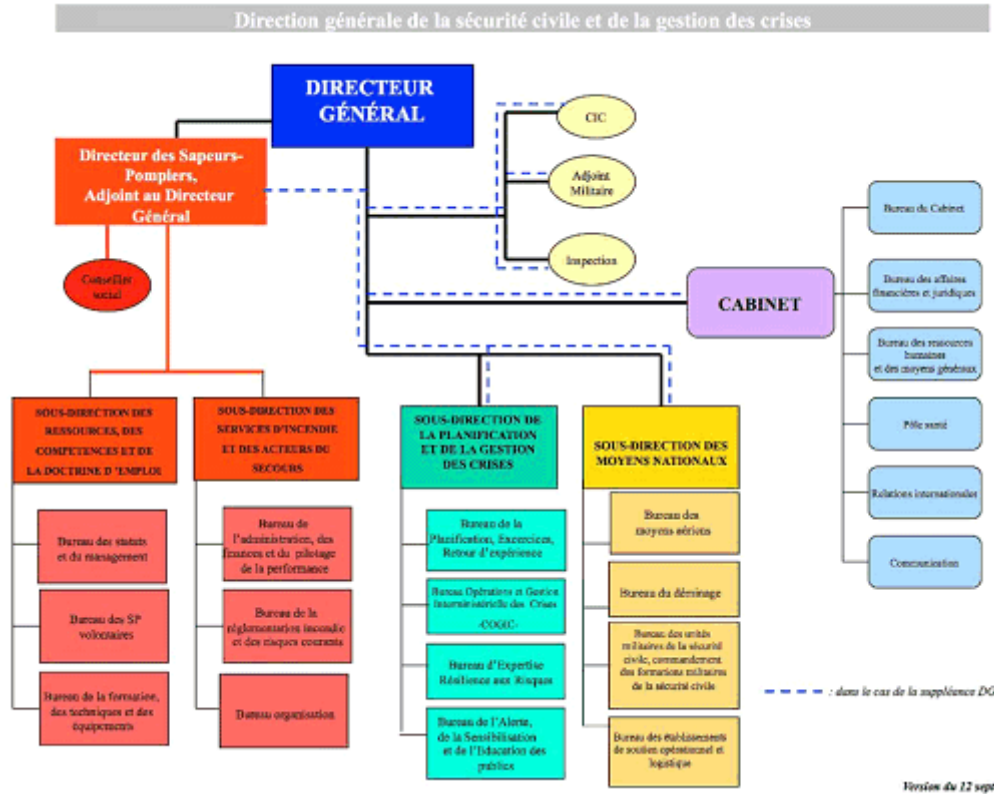 Direction générale de la sécurité civile et de la gestion des crises
DIRECTEUR
GÉNÉRAL
Directeur des Sapeurs-
Pompiers,
Adjoint au Directeur
Général
Conseiller
social
CIC
Adjoint
Militaire
Inspection
CABINET
Bureau du Cabinet
Bureau des affaires
financières et juridiques
Bureau des ressources
humaines
et des moyens généraux
Pôle santé
Relations internationales
Communication
SOUS-DIRECTION DES
RESSOURCES, DES
COMPETENCES ET DE
LA DOCTRINE D 'EMPLOI
Bureau des statuts
et du management
Bureau des SP
volontaires
Bureau de la formation,
des techniques et des
équipements
SOUS-DIRECTION DES
SERVICES D'INCENDIE
ET DES ACTEURS DU
SECOURS
Bureau de
l'administration, des
finances et du pilotage
de la performance
Bureau de la
réglementation incendie
et des risques courants
Bureau organisation
SOUS-DIRECTION DE
LA PLANIFICATION
ET DE LA GESTION
DES CRISES
Bureau de la
Planification, Excercices,
Retour d'expérience
Bureau Opérations et Gestion
Interministérielle des Crises
-COGIC-
Bureau d'Expertise
Résilience aux Risques
Bureau de l'Alerte,
de la Sensibilisation
et de l'Education des
publics
SOUS-DIRECTION DES
MOYENS NATIONAUX
Bureau des
moyens aériens
Bureau du déminage
Bureau des unités
militaires de la sécurité
civile, commandement
des formations militaires
de la sécurité civile
Bureau des établissements
de soutien opérationnel et
logistique
: dans le cas de la suppléance DG
Version du 12 sept